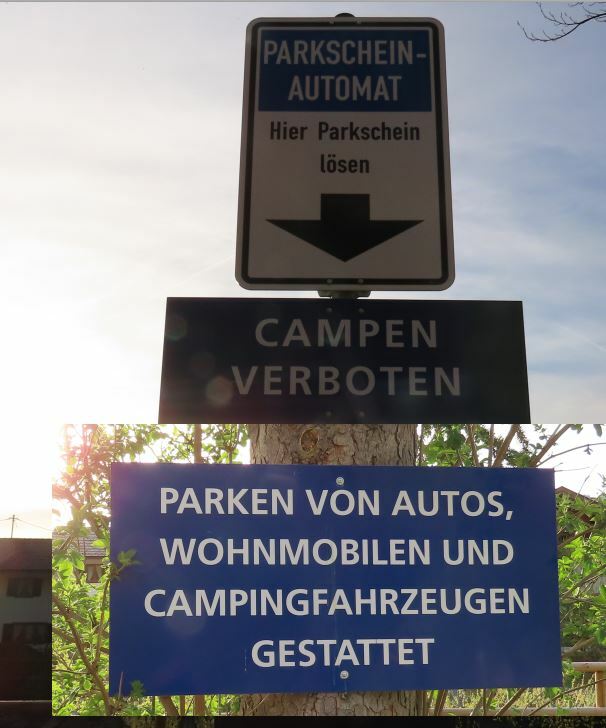 PARKSCHEIN-
AUTOMAT
Hier Parkschein
lösen
CAMPEN
VERBOTEN
PARKEN VON AUTOS,
WOHNMOBILEN UND
CAMPINGFAHRZEUGEN
GESTATTET